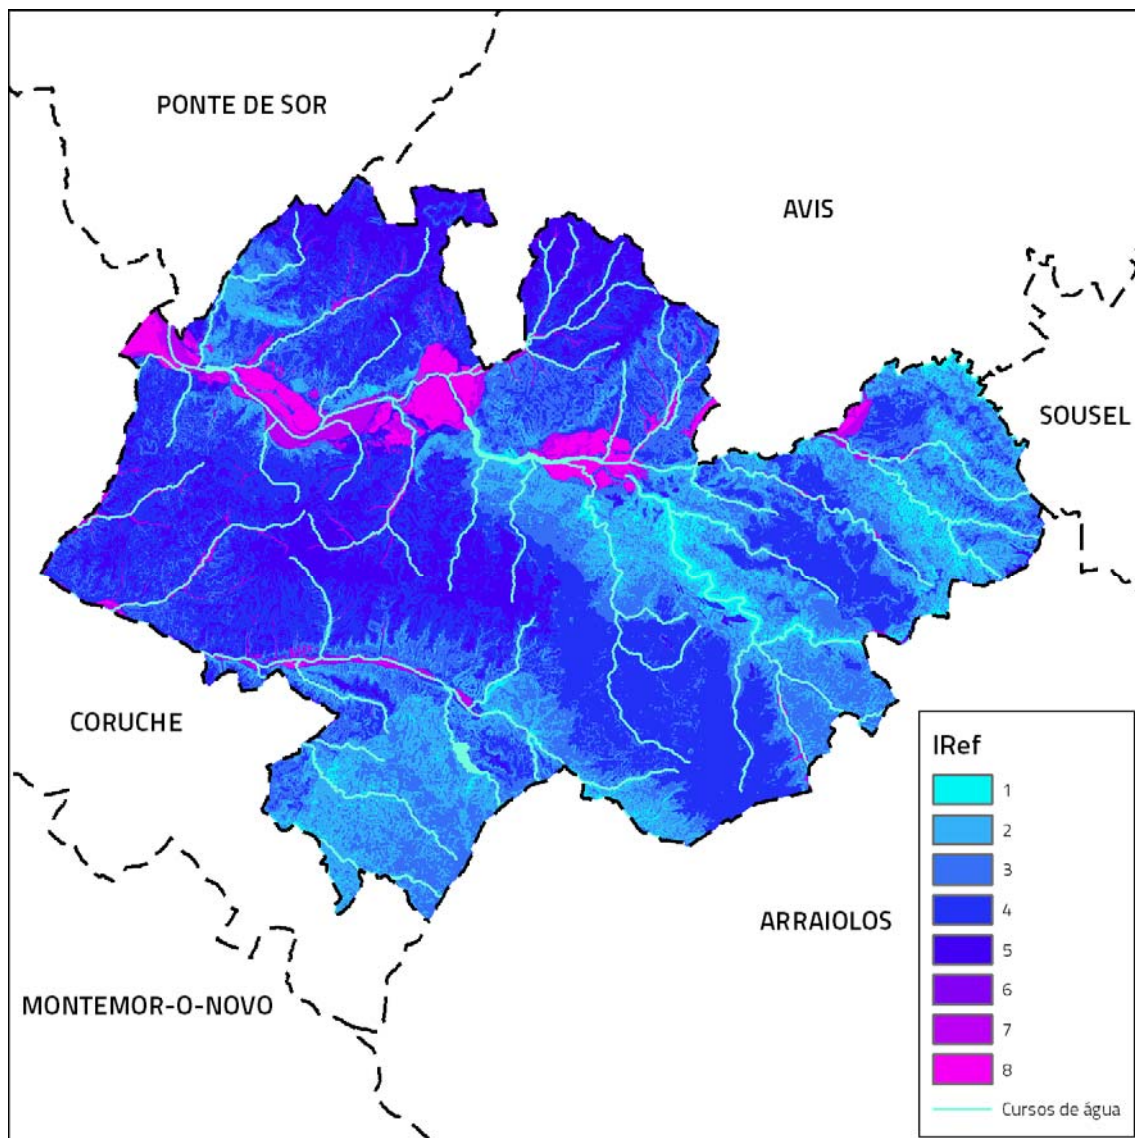 PONTE DE SOR
AVIS
SOUSEL
CORUCHE
ARRAIOLOS
MONTEMOR-O-NOVO
IRef
1
2
3
4
5
6
7
8
Cursos de água